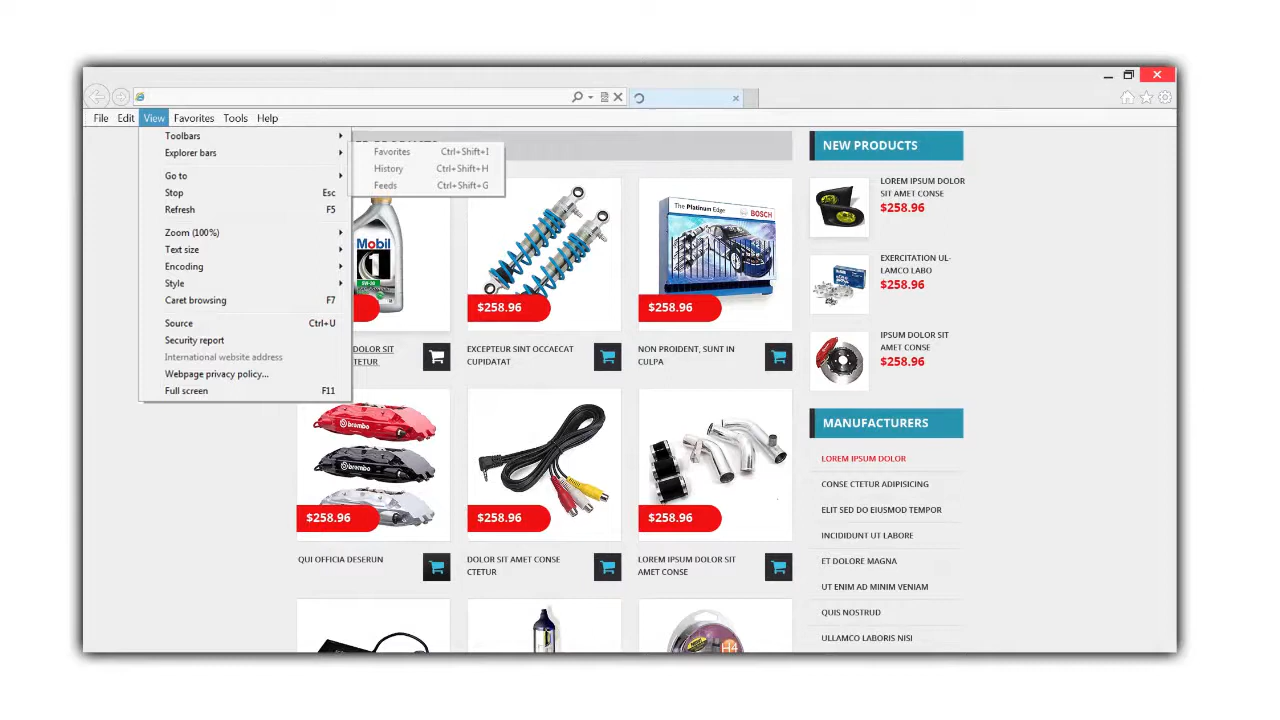 File Edit View Favorites Tools Help
Toolbars
Explorer bars
Go to
Stop Esc
Refresh F5
Zoom (100%)
Text size
Encoding
Style
Caret browsing F7
Source Ctrl+U
Security report
International website address
Webpage privacy policy...
Full screen F11
Favorites Ctrl+Shift+I
History Ctrl+Shift+H
Feeds Ctrl+Shift+G
Mobil
1
5W-30
The Platinum Edge BOSCH
$258.96
$258.96
DOLOR SIT
TETUR
EXCEPTEUR SINT OCCAECAT
CUPIDATAT
NON PROIDENT, SUNT IN
CULPA
brembo
brembo
$258.96
$258.96
$258.96
QUI OFFICIA DESERUN
DOLOR SIT AMET CONSE
CTETUR
LOREM IPSUM DOLOR SIT
AMET CONSE
H4
NEW PRODUCTS
LOREM IPSUM DOLOR
SIT AMET CONSE
$258.96
EXERCITATION UL-
LAMCO LABO
$258.96
IPSUM DOLOR SIT
AMET CONSE
$258.96
MANUFACTURERS
LOREM IPSUM DOLOR
CONSE CTETUR ADIPISICING
ELIT SED DO EIUSMOD TEMPOR
INCIDIDUNT UT LABORE
ET DOLORE MAGNA
UT ENIM AD MINIM VENIAM
QUIS NOSTRUD
ULLAMCO LABORIS NISI